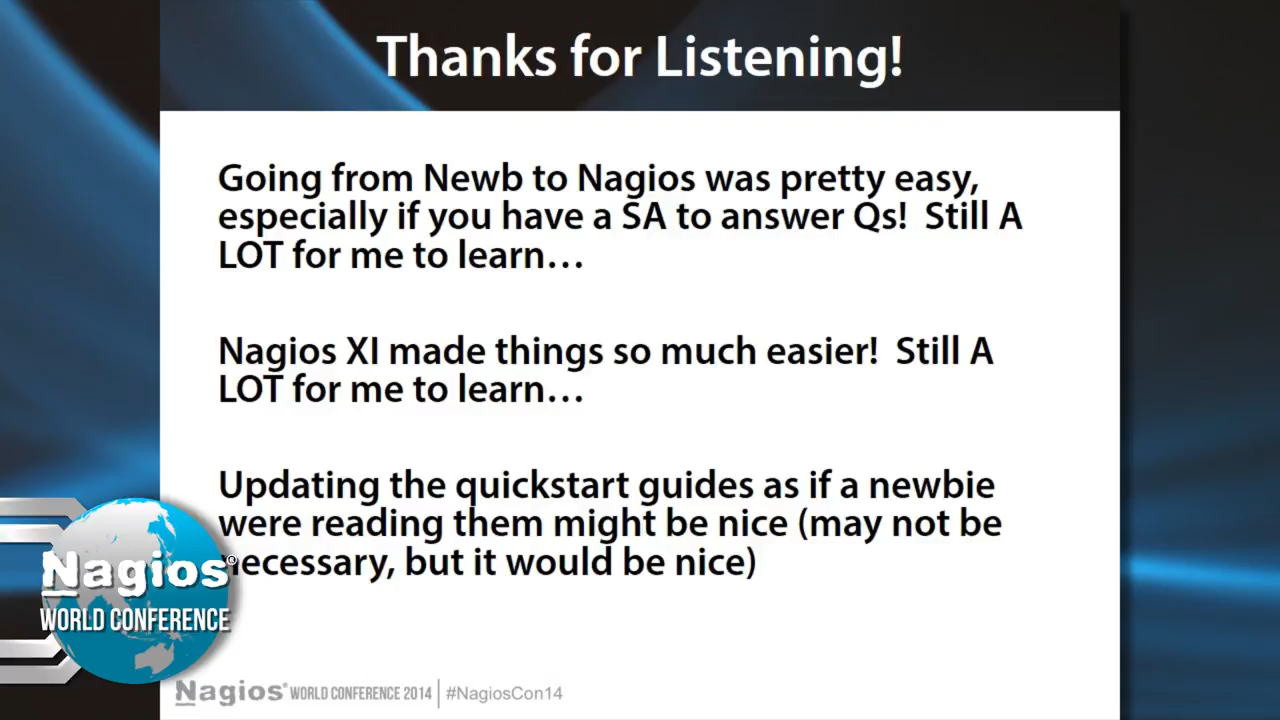 Thanks for Listening!
Going from Newb to Nagios was pretty easy,
especially if you have a SA to answer Qs!  Still A
LOT for me to learn…
Nagios XI made things so much easier!  Still A
LOT for me to learn…
Updating the quickstart guides as if a newbie
were reading them might be nice (may not be
necessary, but it would be nice)
Nagios®
WORLD CONFERENCE
Nagios® WORLD CONFERENCE 2014 | #NagiosCon14